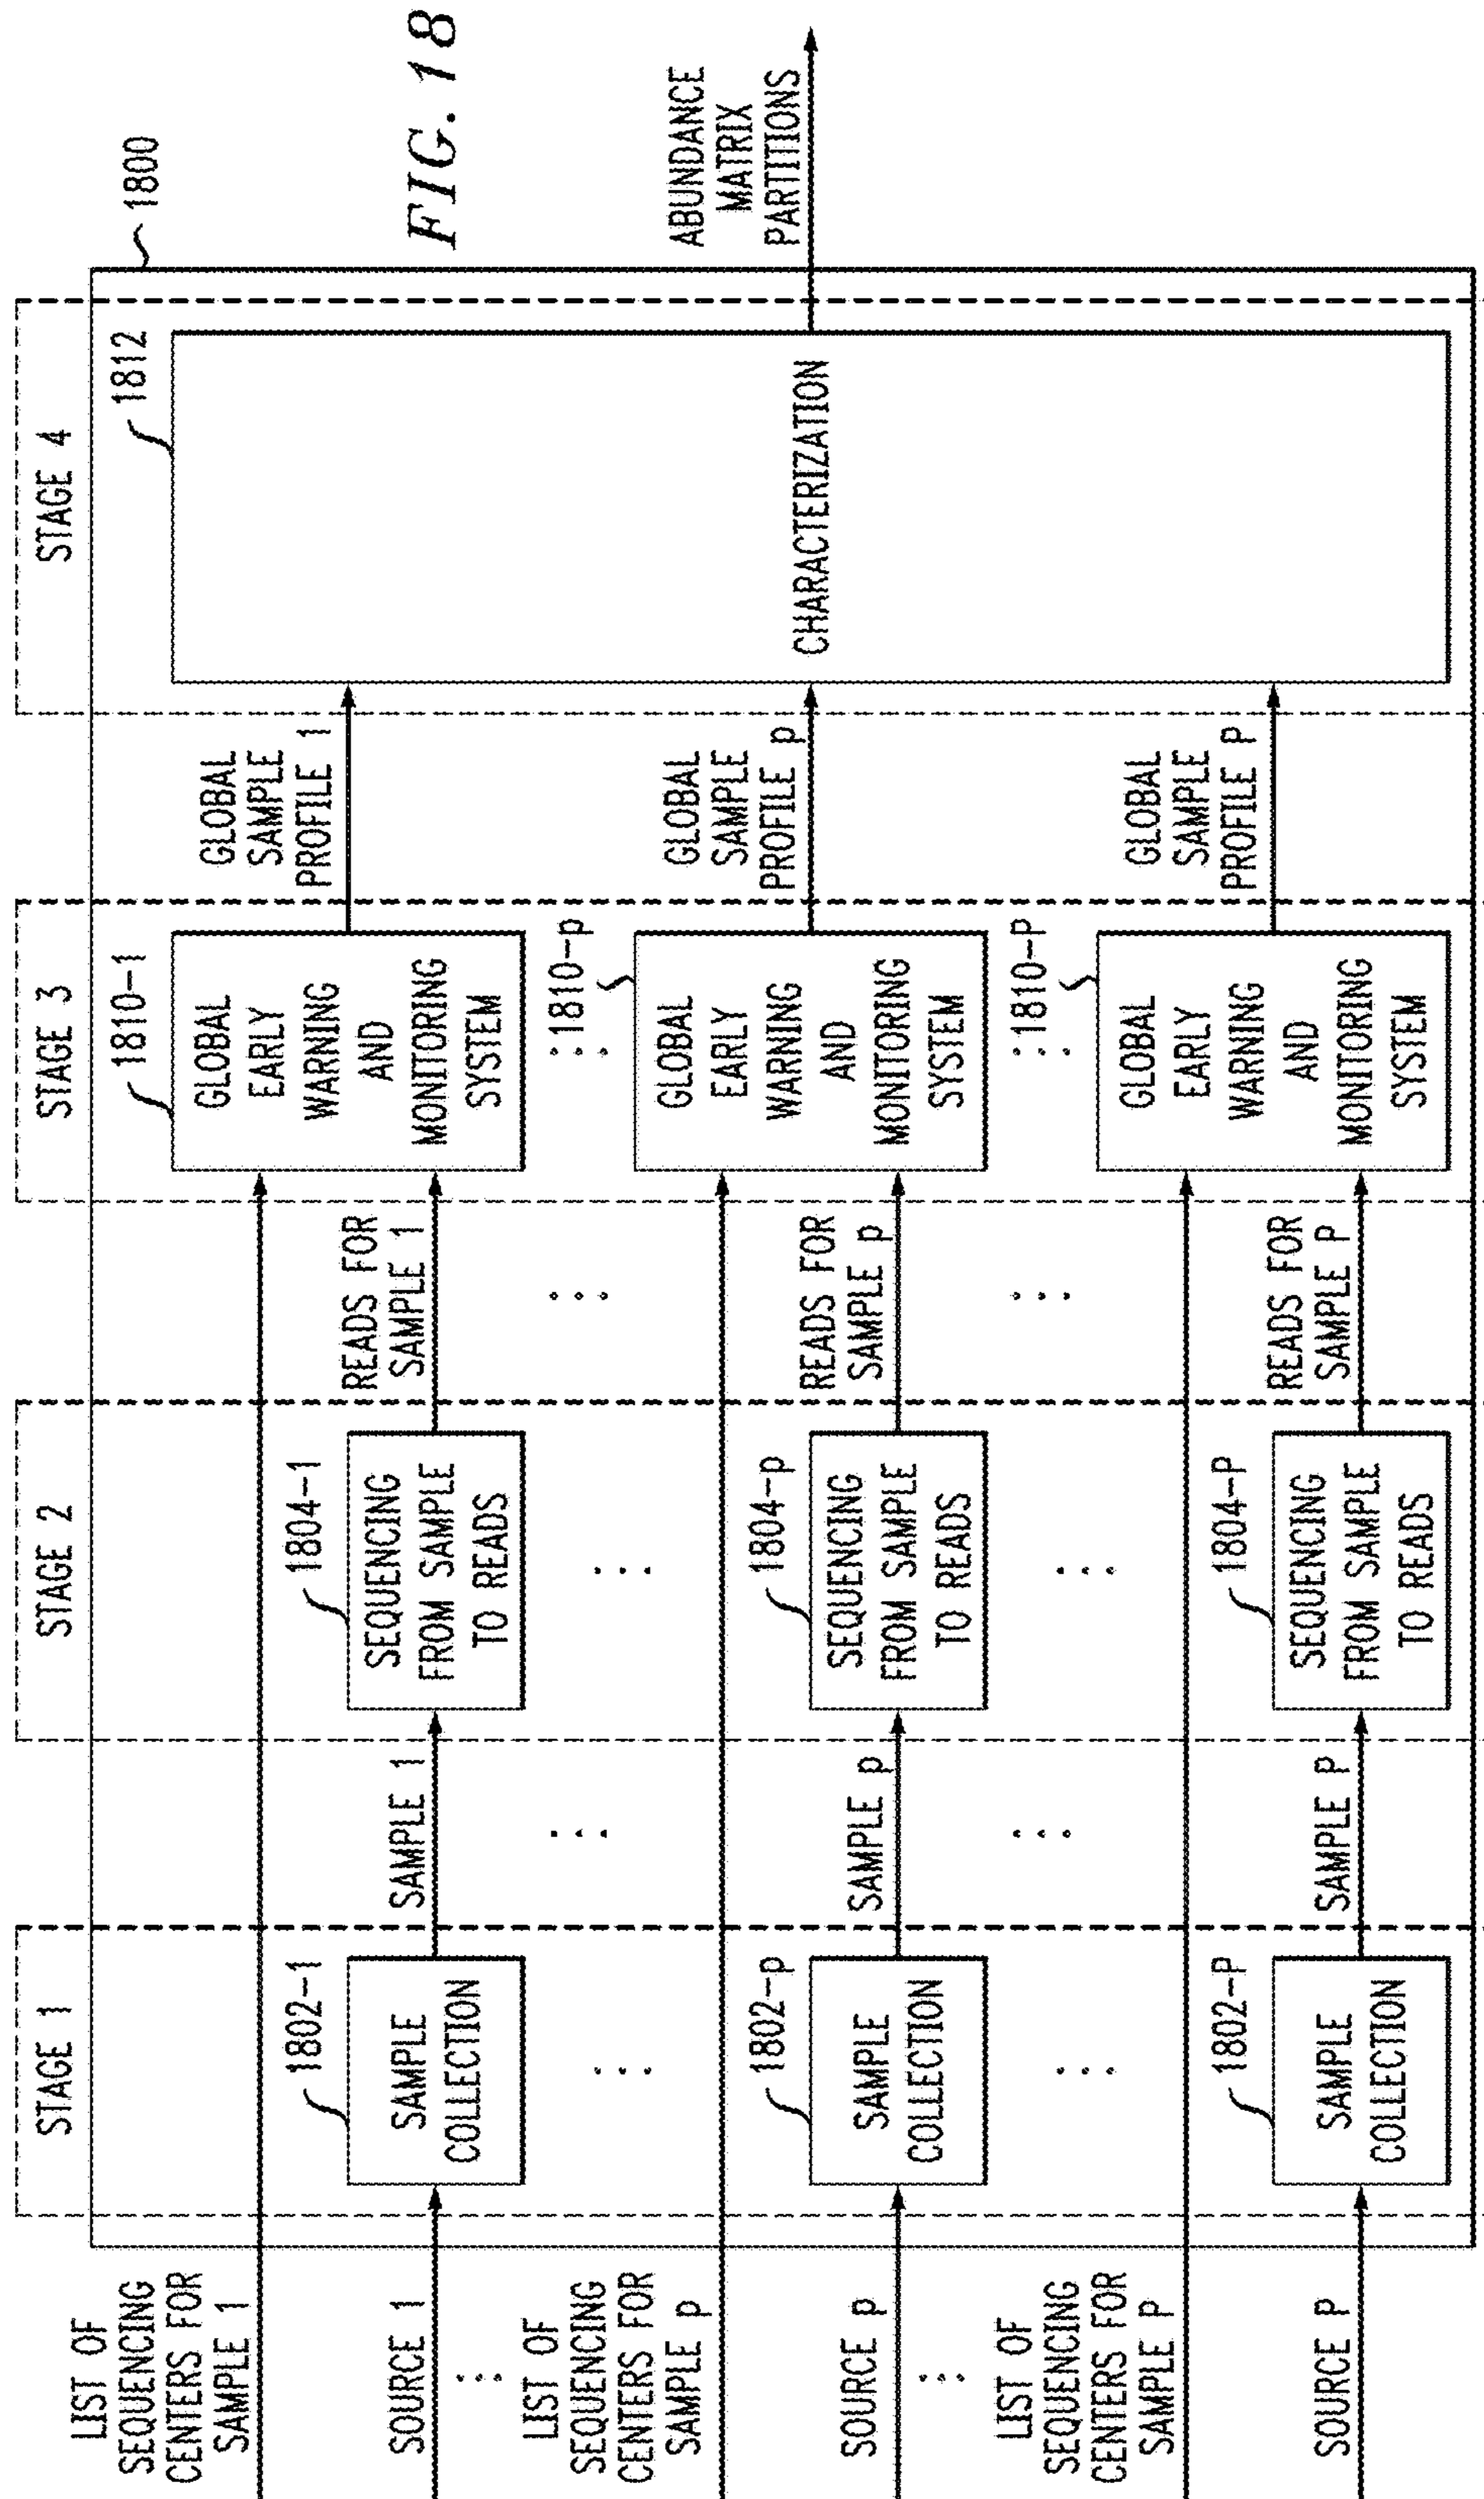 FIG. 18
1800
STAGE 1
STAGE 2
STAGE 3
STAGE 4
LIST OF
SEQUENCING
CENTERS FOR
SAMPLE 1
SOURCE 1
1802-1
SAMPLE
COLLECTION
SAMPLE 1
1804-1
SEQUENCING
FROM SAMPLE
TO READS
READS FOR
SAMPLE 1
1810-1
GLOBAL
EARLY
WARNING
AND
MONITORING
SYSTEM
GLOBAL
SAMPLE
PROFILE 1
1812
CHARACTERIZATION
ABUNDANCE
MATRIX
PARTITIONS
LIST OF
SEQUENCING
CENTERS FOR
SAMPLE p
SOURCE p
1802-p
SAMPLE
COLLECTION
SAMPLE p
1804-p
SEQUENCING
FROM SAMPLE
TO READS
READS FOR
SAMPLE p
1810-p
GLOBAL
EARLY
WARNING
AND
MONITORING
SYSTEM
GLOBAL
SAMPLE
PROFILE p
LIST OF
SEQUENCING
CENTERS FOR
SAMPLE P
SOURCE P
1802-P
SAMPLE
COLLECTION
SAMPLE P
1804-P
SEQUENCING
FROM SAMPLE
TO READS
READS FOR
SAMPLE P
1810-P
GLOBAL
EARLY
WARNING
AND
MONITORING
SYSTEM
GLOBAL
SAMPLE
PROFILE P